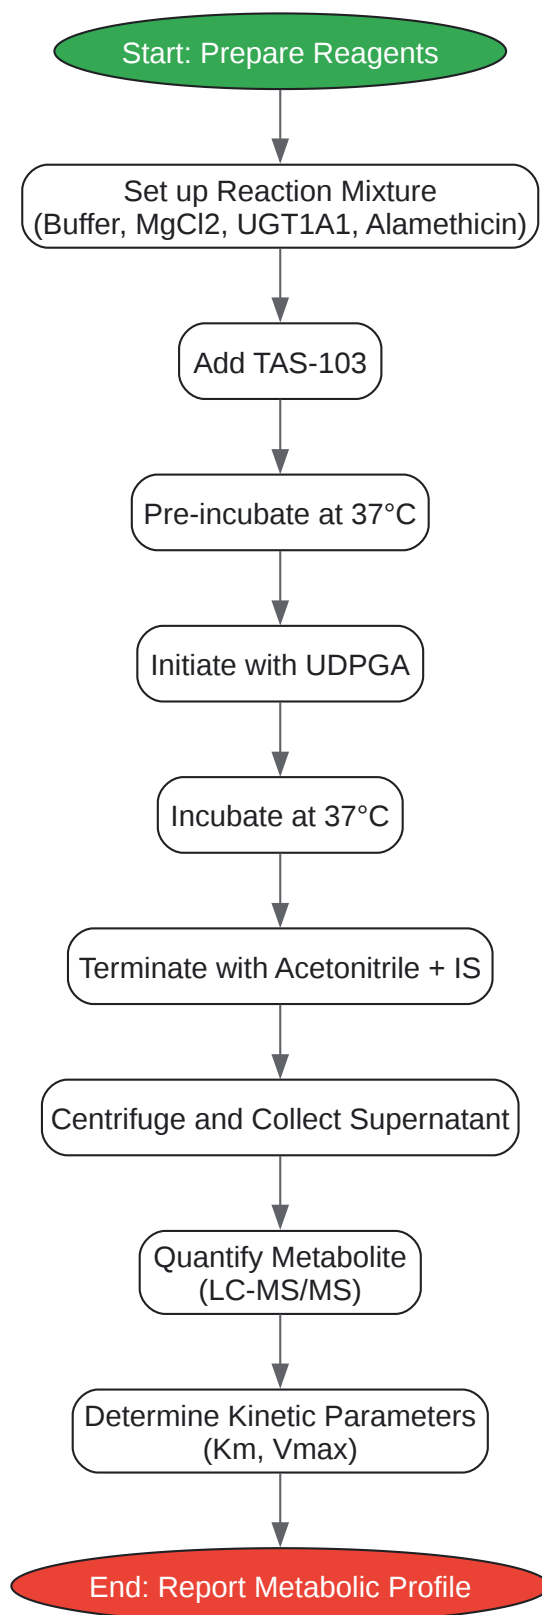 Start: Prepare Reagents
Set up Reaction Mixture
(Buffer, MgCl2, UGT1A1, Alamethicin)
Add TAS-103
Pre-incubate at 37°C
Initiate with UDPGA
Incubate at 37°C
Terminate with Acetonitrile + IS
Centrifuge and Collect Supernatant
Quantify Metabolite
(LC-MS/MS)
Determine Kinetic Parameters
(Km, Vmax)
End: Report Metabolic Profile